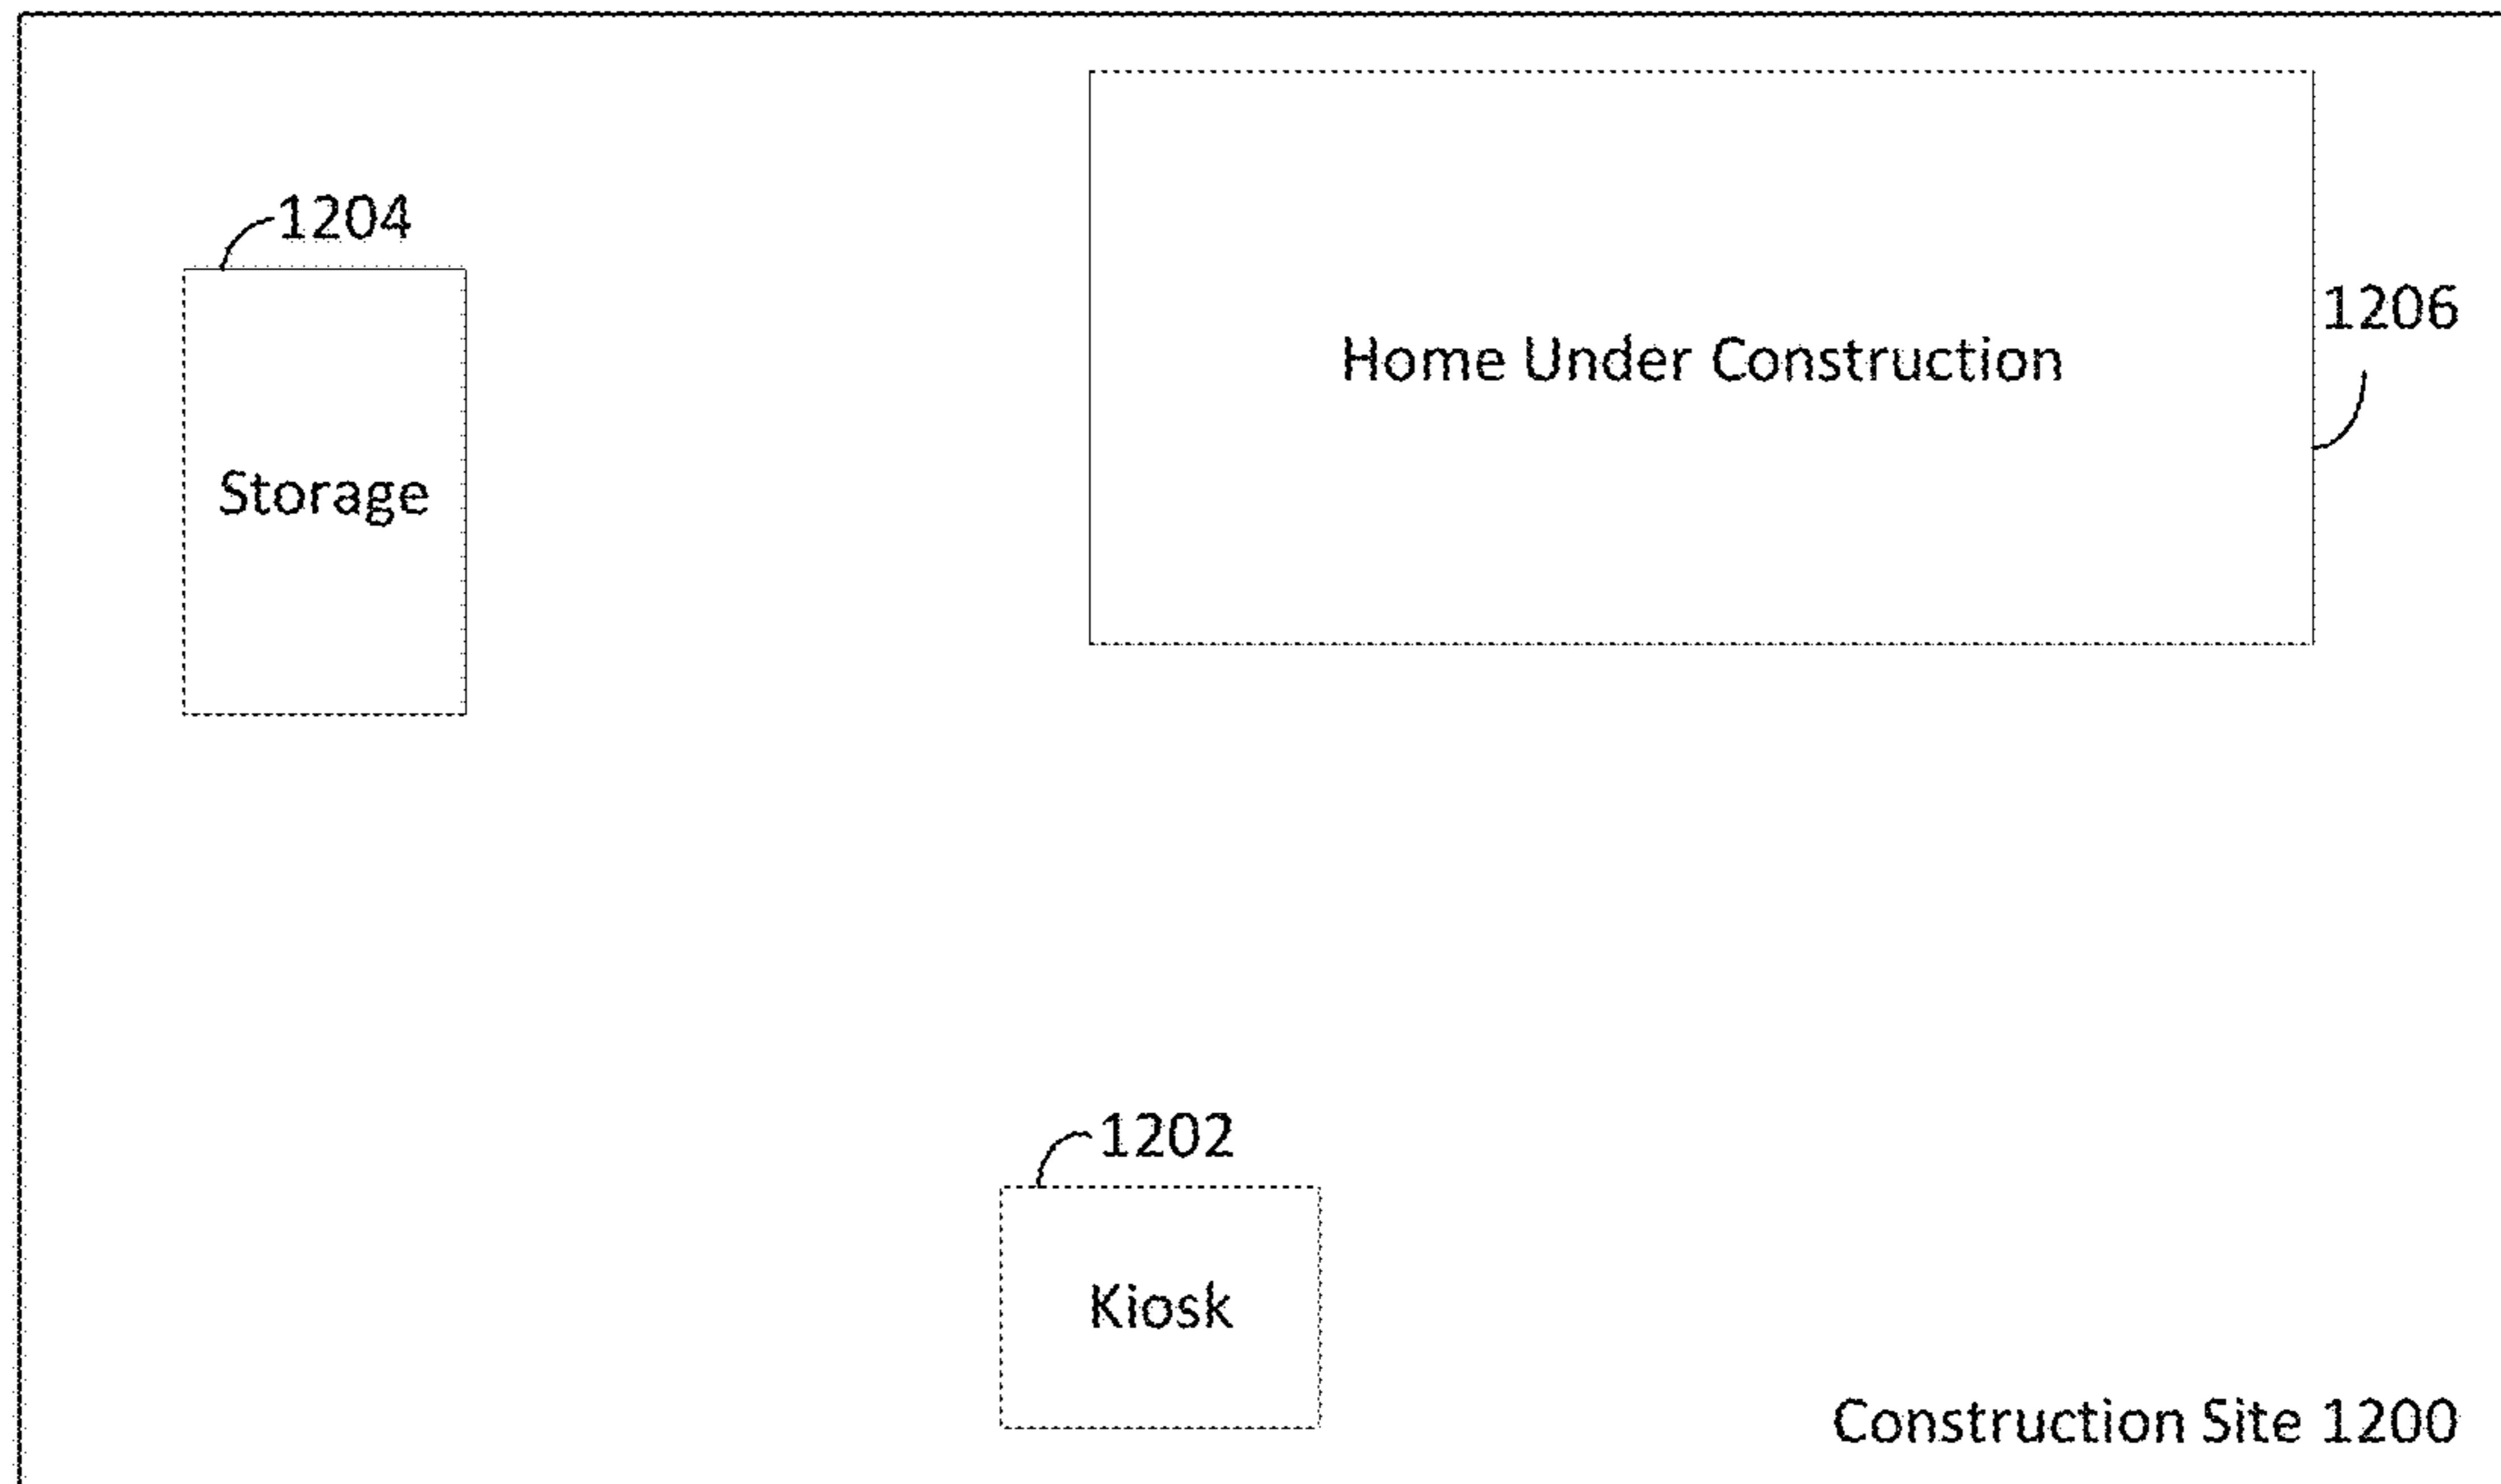 1204
1206
Home Under Construction
Storage
1202
Kiosk
Construction Site 1200